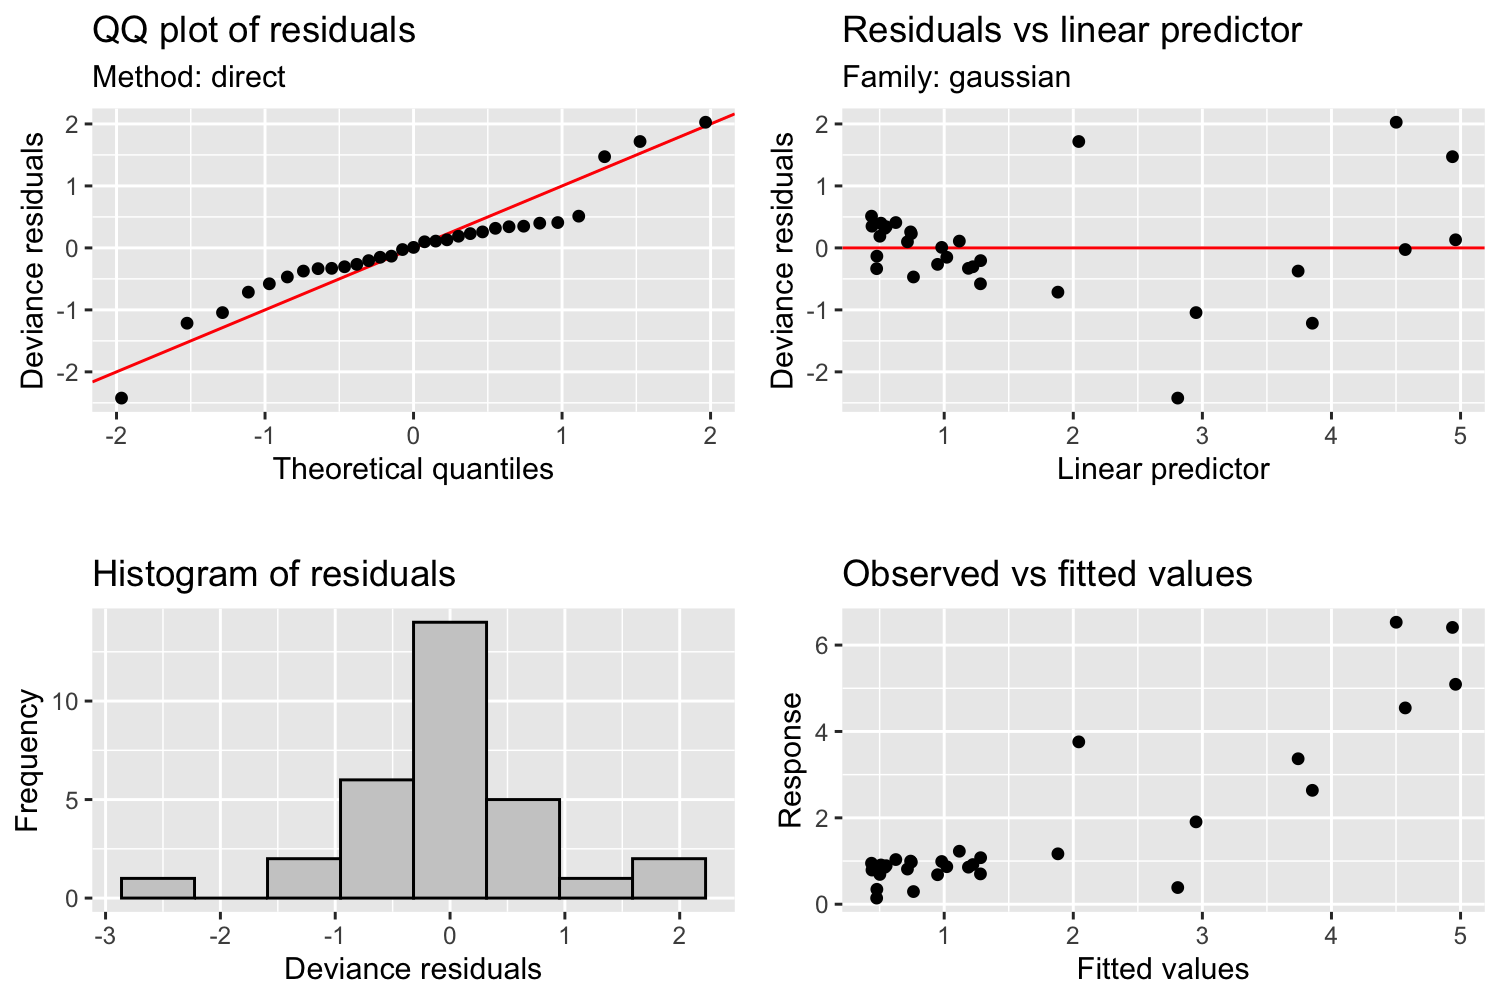 QQ plot of residuals
Method: direct
Deviance residuals
2
1
0
-1
-2
-2 -1 0 1 2
Theoretical quantiles
Residuals vs linear predictor
Family: gaussian
Deviance residuals
2
1
0
-1
-2
1 2 3 4 5
Linear predictor
Histogram of residuals
Frequency
10
5
0
-3 -2 -1 0 1 2
Deviance residuals
Observed vs fitted values
Response
6
4
2
0
1 2 3 4 5
Fitted values